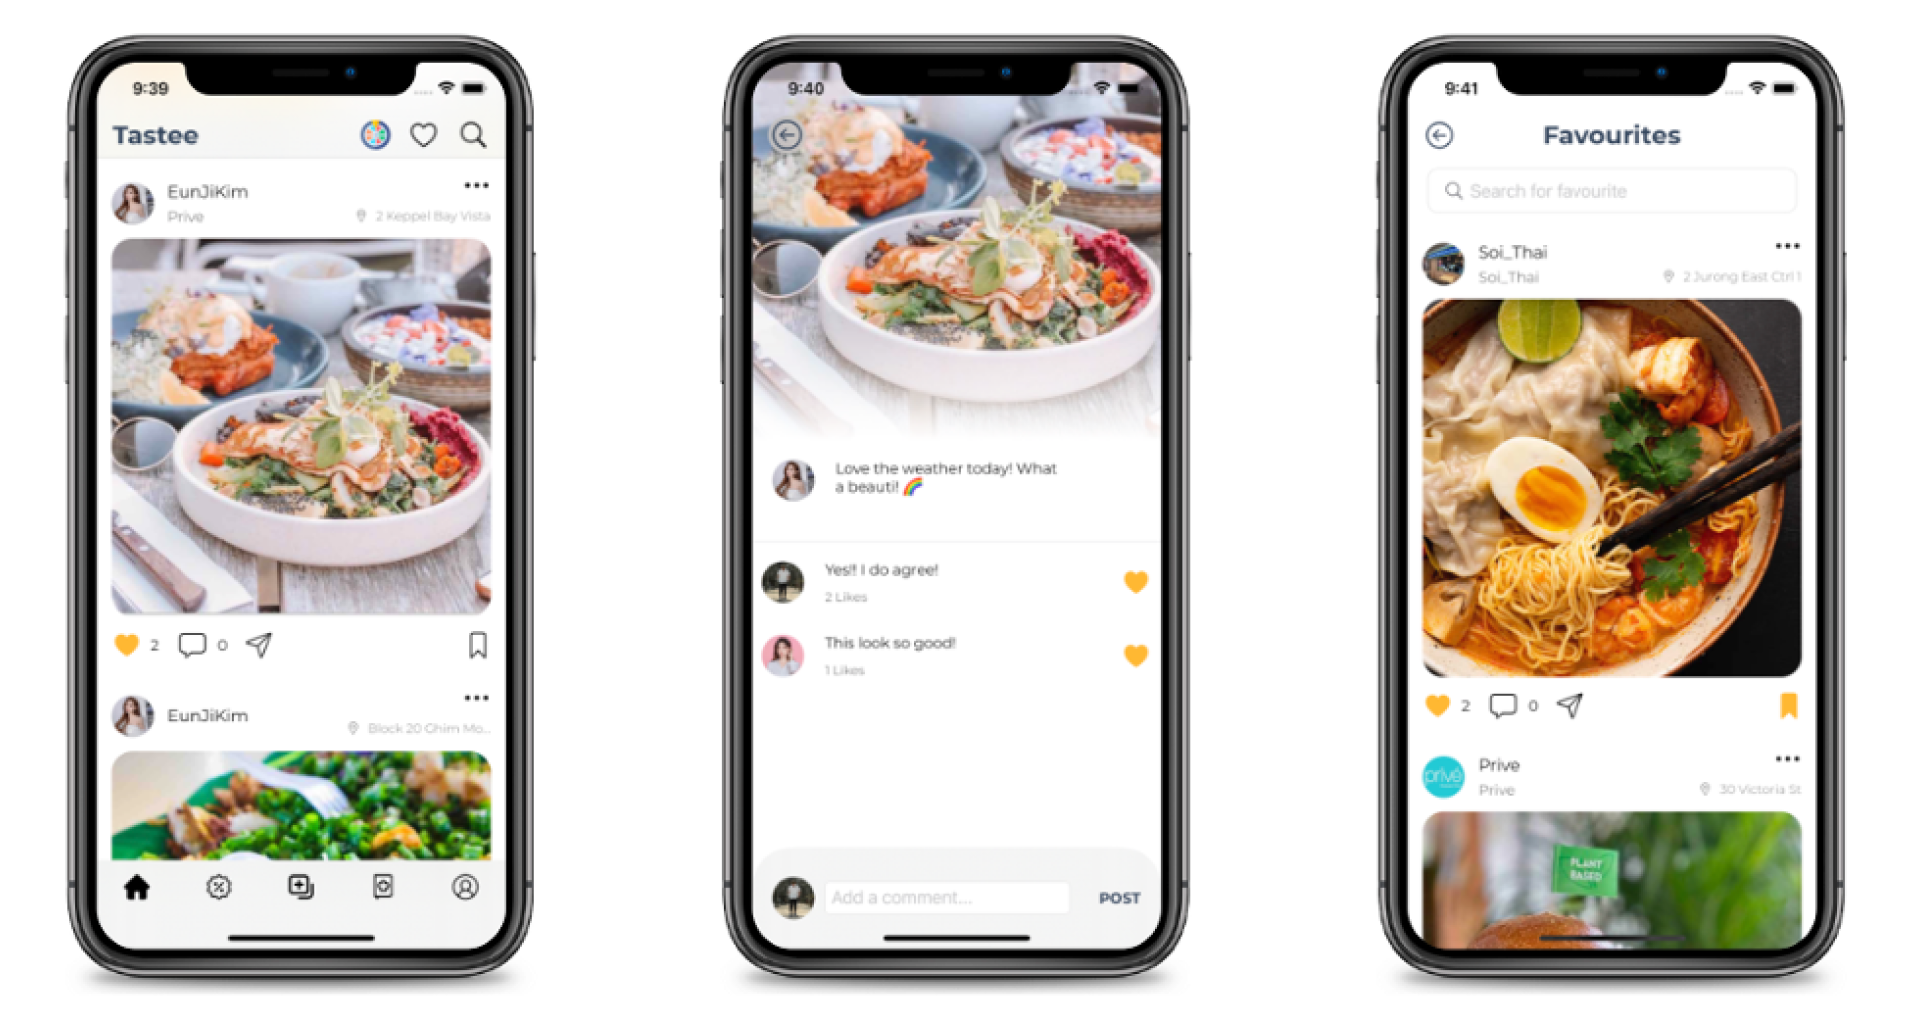 9:39
Tastee
EunJiKim
Prive
2 Keppel Bay Vista
2
0
EunJiKim
Block 20 Ghim Mo...
9:40
Love the weather today! What
a beauti! 🌈
Yes!! I do agree!
2 Likes
This look so good!
1 Likes
Add a comment...
POST
9:41
Favourites
Search for favourite
Soi_Thai
Soi_Thai
2 Jurong East Ctrl 1
2
0
privé
Prive
Prive
30 Victoria St
PLANT
BASED